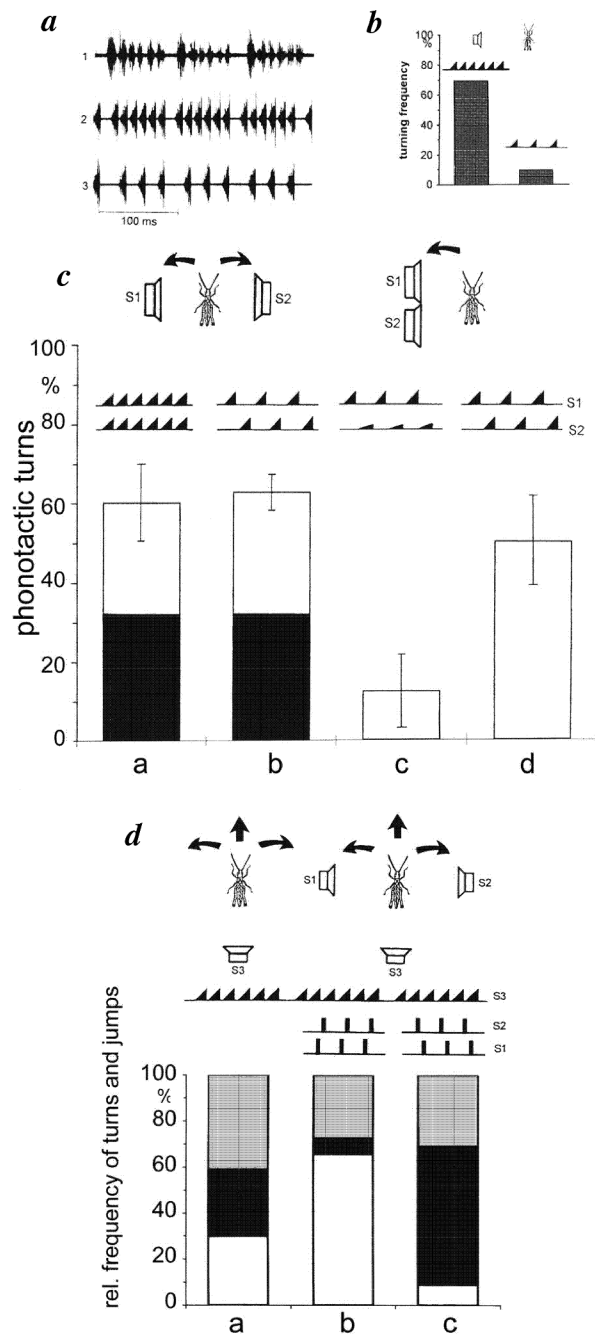 a
1
2
3
100 ms
b
100
%
80
60
40
20
0
turning frequency
c
S1
S2
S1
S2
100
%
80
60
40
20
0
phonotactic turns
S1
S2
a
b
c
d
d
S1
S2
S3
S3
S3
S2
S1
100
%
80
60
40
20
0
rel. frequency of turns and jumps
a
b
c